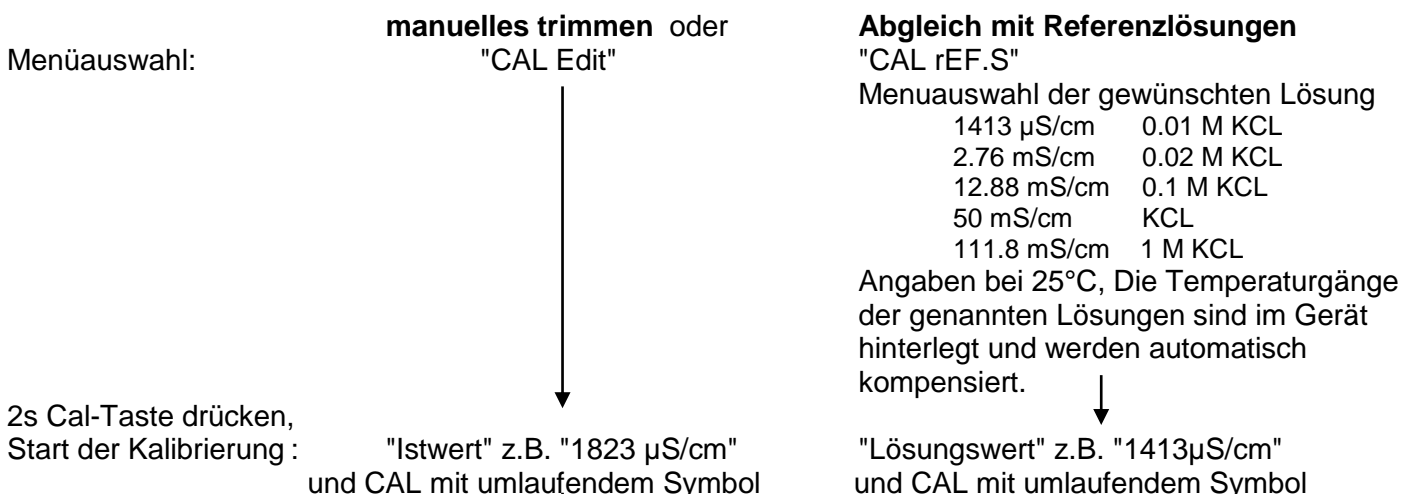 manuelles trimmen oder Abgleich mit Referenzlösungen
Menüauswahl: "CAL Edit" "CAL rEF.S"
Menuauswahl der gewünschten Lösung
1413 µS/cm 0.01 M KCL
2.76 mS/cm 0.02 M KCL
12.88 mS/cm 0.1 M KCL
50 mS/cm KCL
111.8 mS/cm 1 M KCL
Angaben bei 25°C, Die Temperaturgänge
der genannten Lösungen sind im Gerät
hinterlegt und werden automatisch
kompensiert.
2s Cal-Taste drücken,
Start der Kalibrierung : "Istwert" z.B. "1823 µS/cm" "Lösungswert" z.B. "1413µS/cm"
und CAL mit umlaufendem Symbol und CAL mit umlaufendem Symbol